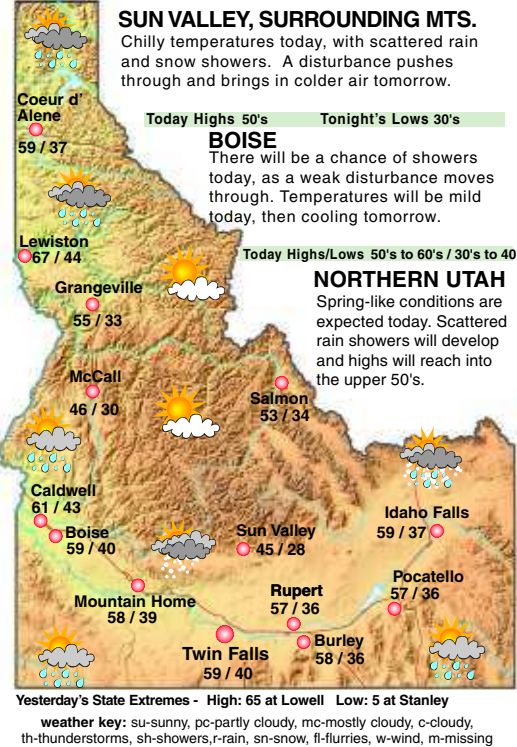 SUN VALLEY, SURROUNDING MTS.
Chilly temperatures today, with scattered rain
and snow showers.  A disturbance pushes
through and brings in colder air tomorrow.
Today Highs 50's Tonight's Lows 30's
BOISE
There will be a chance of showers
today, as a weak disturbance moves
through. Temperatures will be mild
today, then cooling tomorrow.
Today Highs/Lows 50's to 60's / 30's to 40
NORTHERN UTAH
Spring-like conditions are
expected today. Scattered
rain showers will develop
and highs will reach into
the upper 50's.
Coeur d'
Alene
59 / 37
Lewiston
67 / 44
Grangeville
55 / 33
McCall
46 / 30
Salmon
53 / 34
Caldwell
61 / 43
Boise
59 / 40
Sun Valley
45 / 28
Idaho Falls
59 / 37
Mountain Home
58 / 39
Rupert
57 / 36
Pocatello
57 / 36
Burley
58 / 36
Twin Falls
59 / 40
Yesterday's State Extremes - High: 65 at Lowell Low: 5 at Stanley
weather key: su-sunny, pc-partly cloudy, mc-mostly cloudy, c-cloudy,
th-thunderstorms, sh-showers,r-rain, sn-snow, fl-flurries, w-wind, m-missing